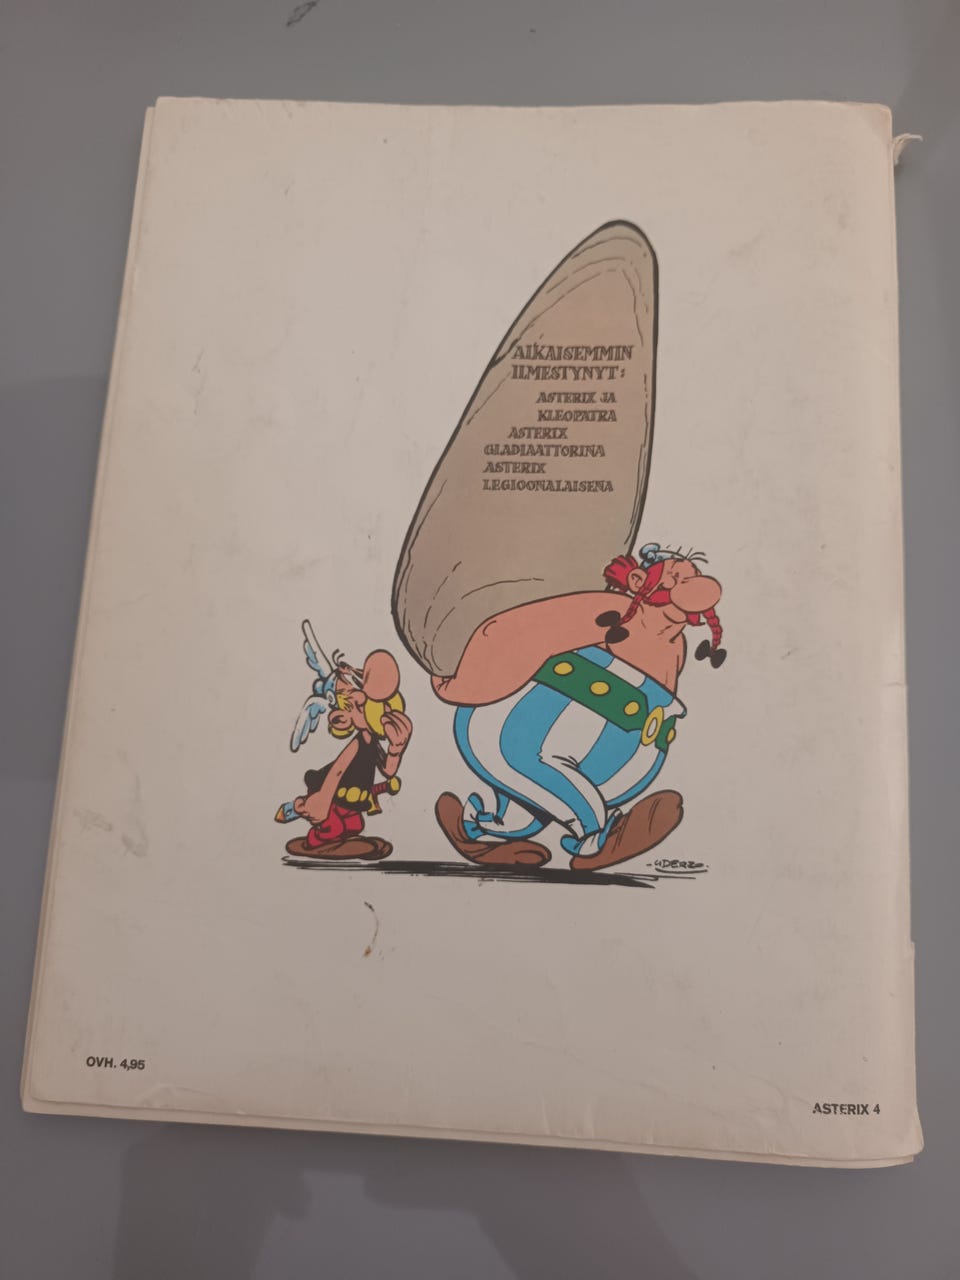 AIKAISEMMIN
ILMESTYNYT:
ASTERIX JA
KLEOPATRA
ASTERIX
GLADIAATTORINA
ASTERIX
LEGIOONALAISENA
-UDERZO-
OVH. 4,95
ASTERIX 4